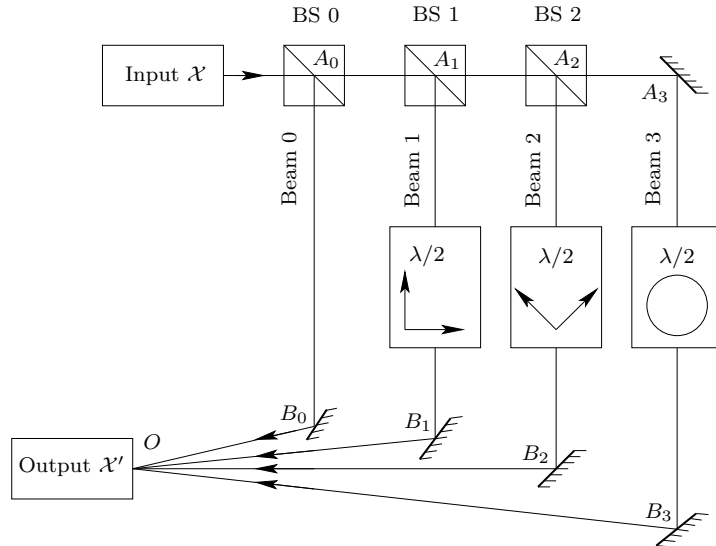 BS 0 BS 1 BS 2
Input 𝒳 A₀ A₁ A₂ A₃
Beam 0 Beam 1 Beam 2 Beam 3
λ/2 λ/2 λ/2
B₀ B₁ B₂ B₃
O
Output 𝒳′